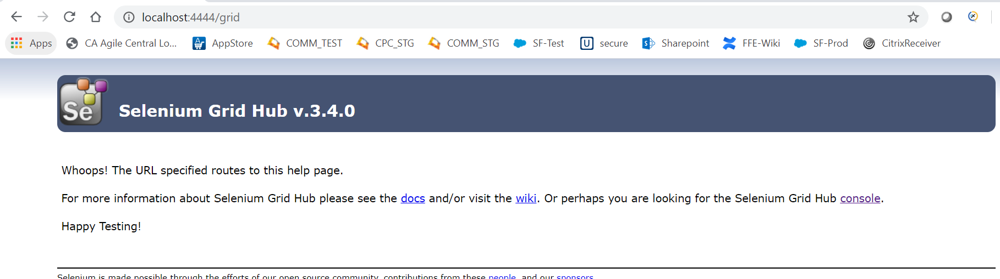 localhost:4444/grid
Apps CA Agile Central Lo... AppStore COMM_TEST CPC_STG COMM_STG SF-Test secure Sharepoint FFE-Wiki SF-Prod CitrixReceiver
Se Selenium Grid Hub v.3.4.0
Whoops! The URL specified routes to this help page.
For more information about Selenium Grid Hub please see the docs and/or visit the wiki. Or perhaps you are looking for the Selenium Grid Hub console.
Happy Testing!
Selenium is made possible through the efforts of our open source community, contributions from these people, and our sponsors